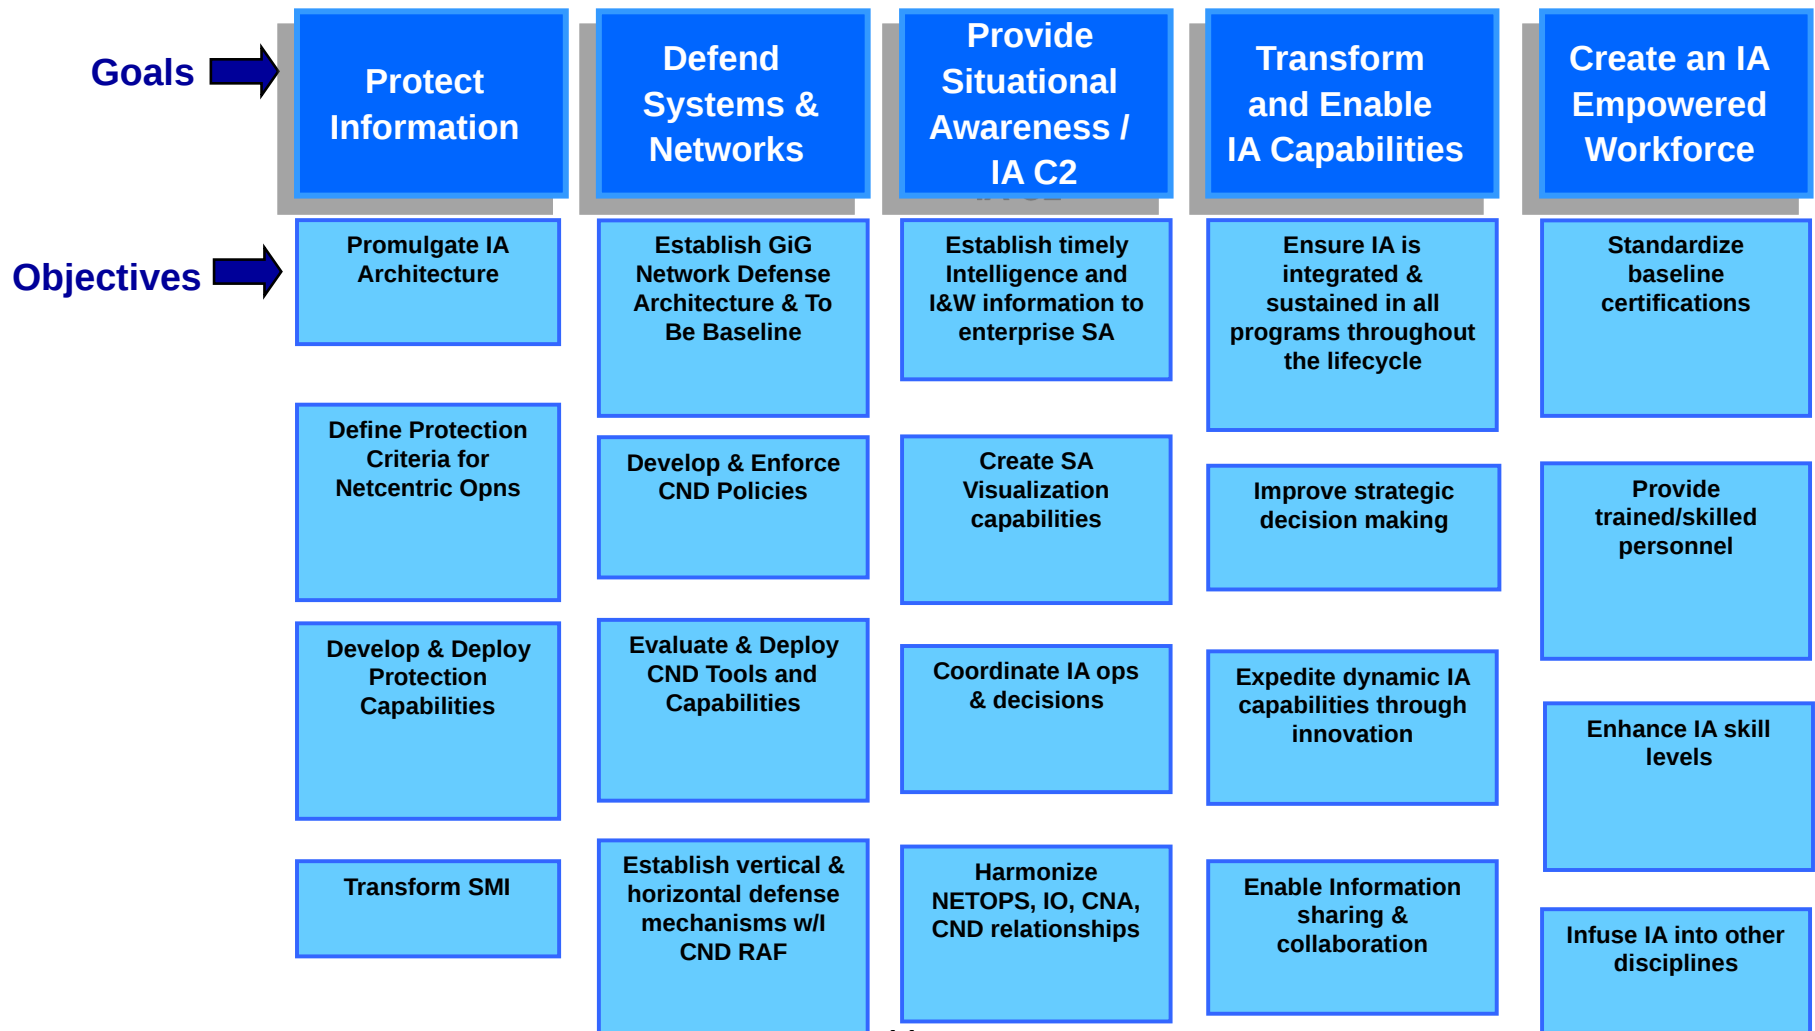 Goals
Protect
Information
Defend
Systems &
Networks
Provide
Situational
Awareness /
IA C2
Transform
and Enable
IA Capabilities
Create an IA
Empowered
Workforce
Objectives
Promulgate IA
Architecture
Define Protection
Criteria for
Netcentric Opns
Develop & Deploy
Protection
Capabilities
Transform SMI
Establish GiG
Network Defense
Architecture & To
Be Baseline
Develop & Enforce
CND Policies
Evaluate & Deploy
CND Tools and
Capabilities
Establish vertical &
horizontal defense
mechanisms w/I
CND RAF
Establish timely
Intelligence and
I&W information to
enterprise SA
Create SA
Visualization
capabilities
Coordinate IA ops
& decisions
Harmonize
NETOPS, IO, CNA,
CND relationships
Ensure IA is
integrated &
sustained in all
programs throughout
the lifecycle
Improve strategic
decision making
Expedite dynamic IA
capabilities through
innovation
Enable Information
sharing &
collaboration
Standardize
baseline
certifications
Provide
trained/skilled
personnel
Enhance IA skill
levels
Infuse IA into other
disciplines